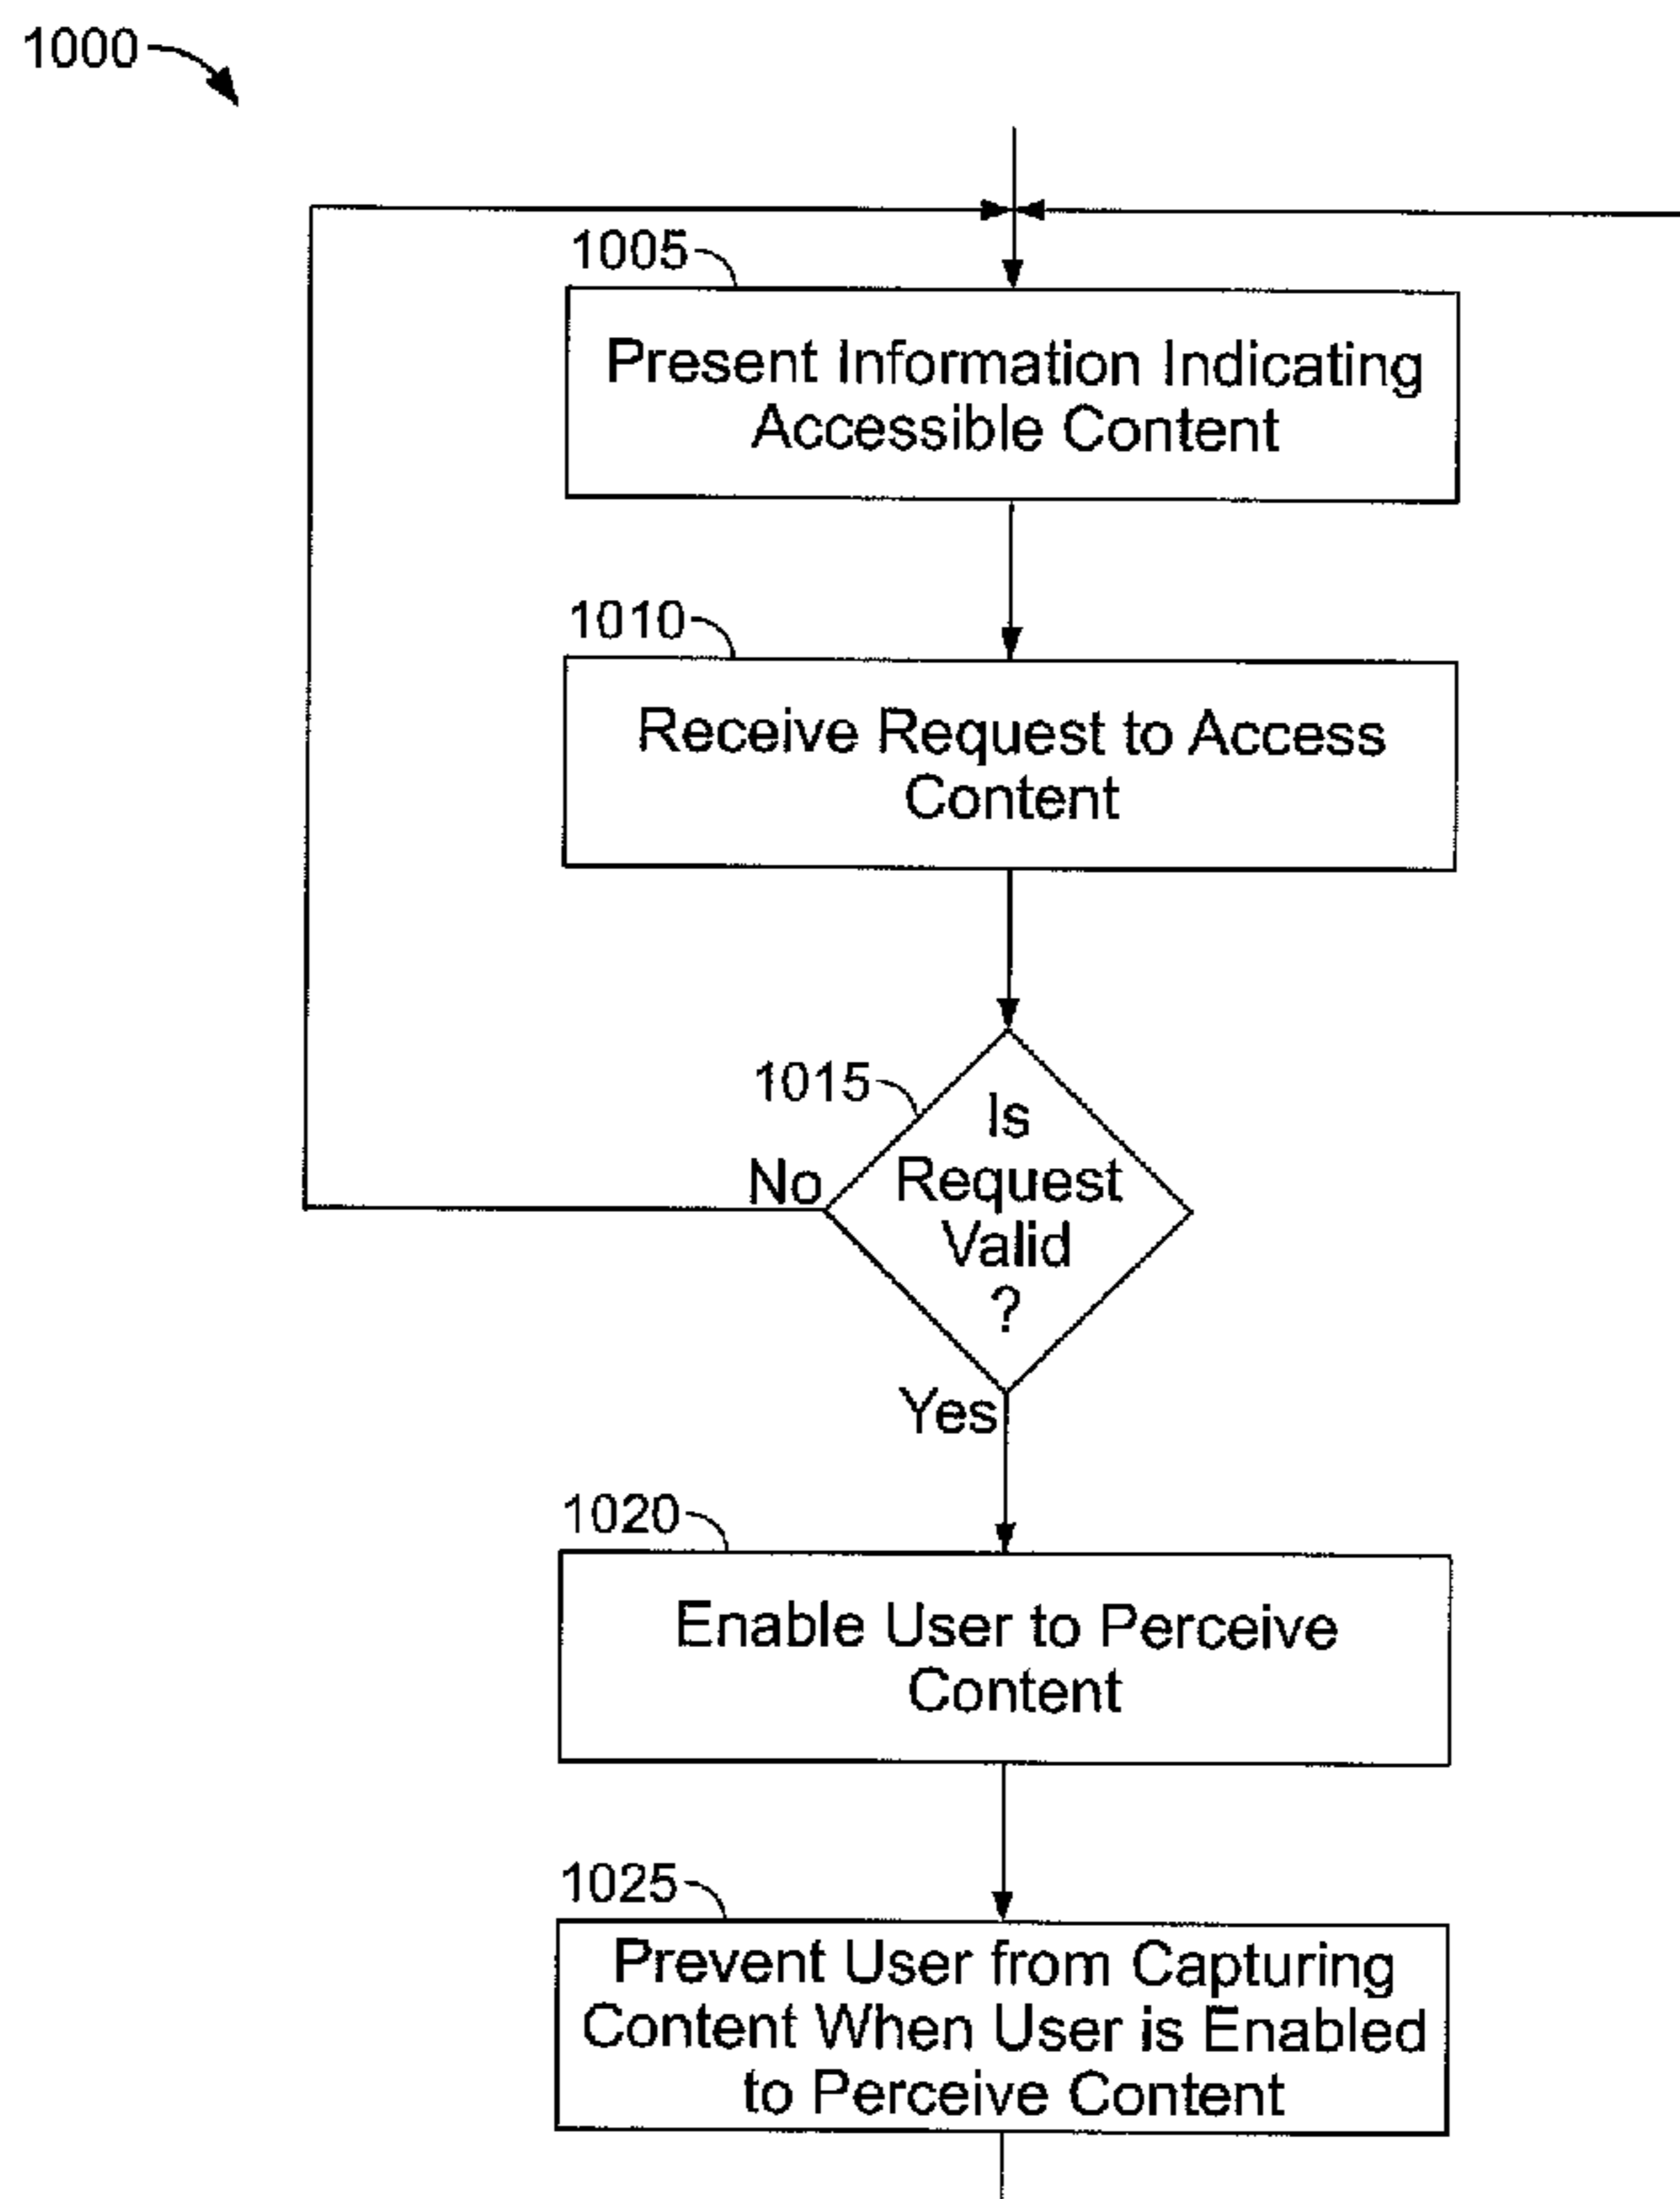 1000
1005
Present Information Indicating
Accessible Content
1010
Receive Request to Access
Content
1015
Is
Request
Valid
?
No
Yes
1020
Enable User to Perceive
Content
1025
Prevent User from Capturing
Content When User is Enabled
to Perceive Content